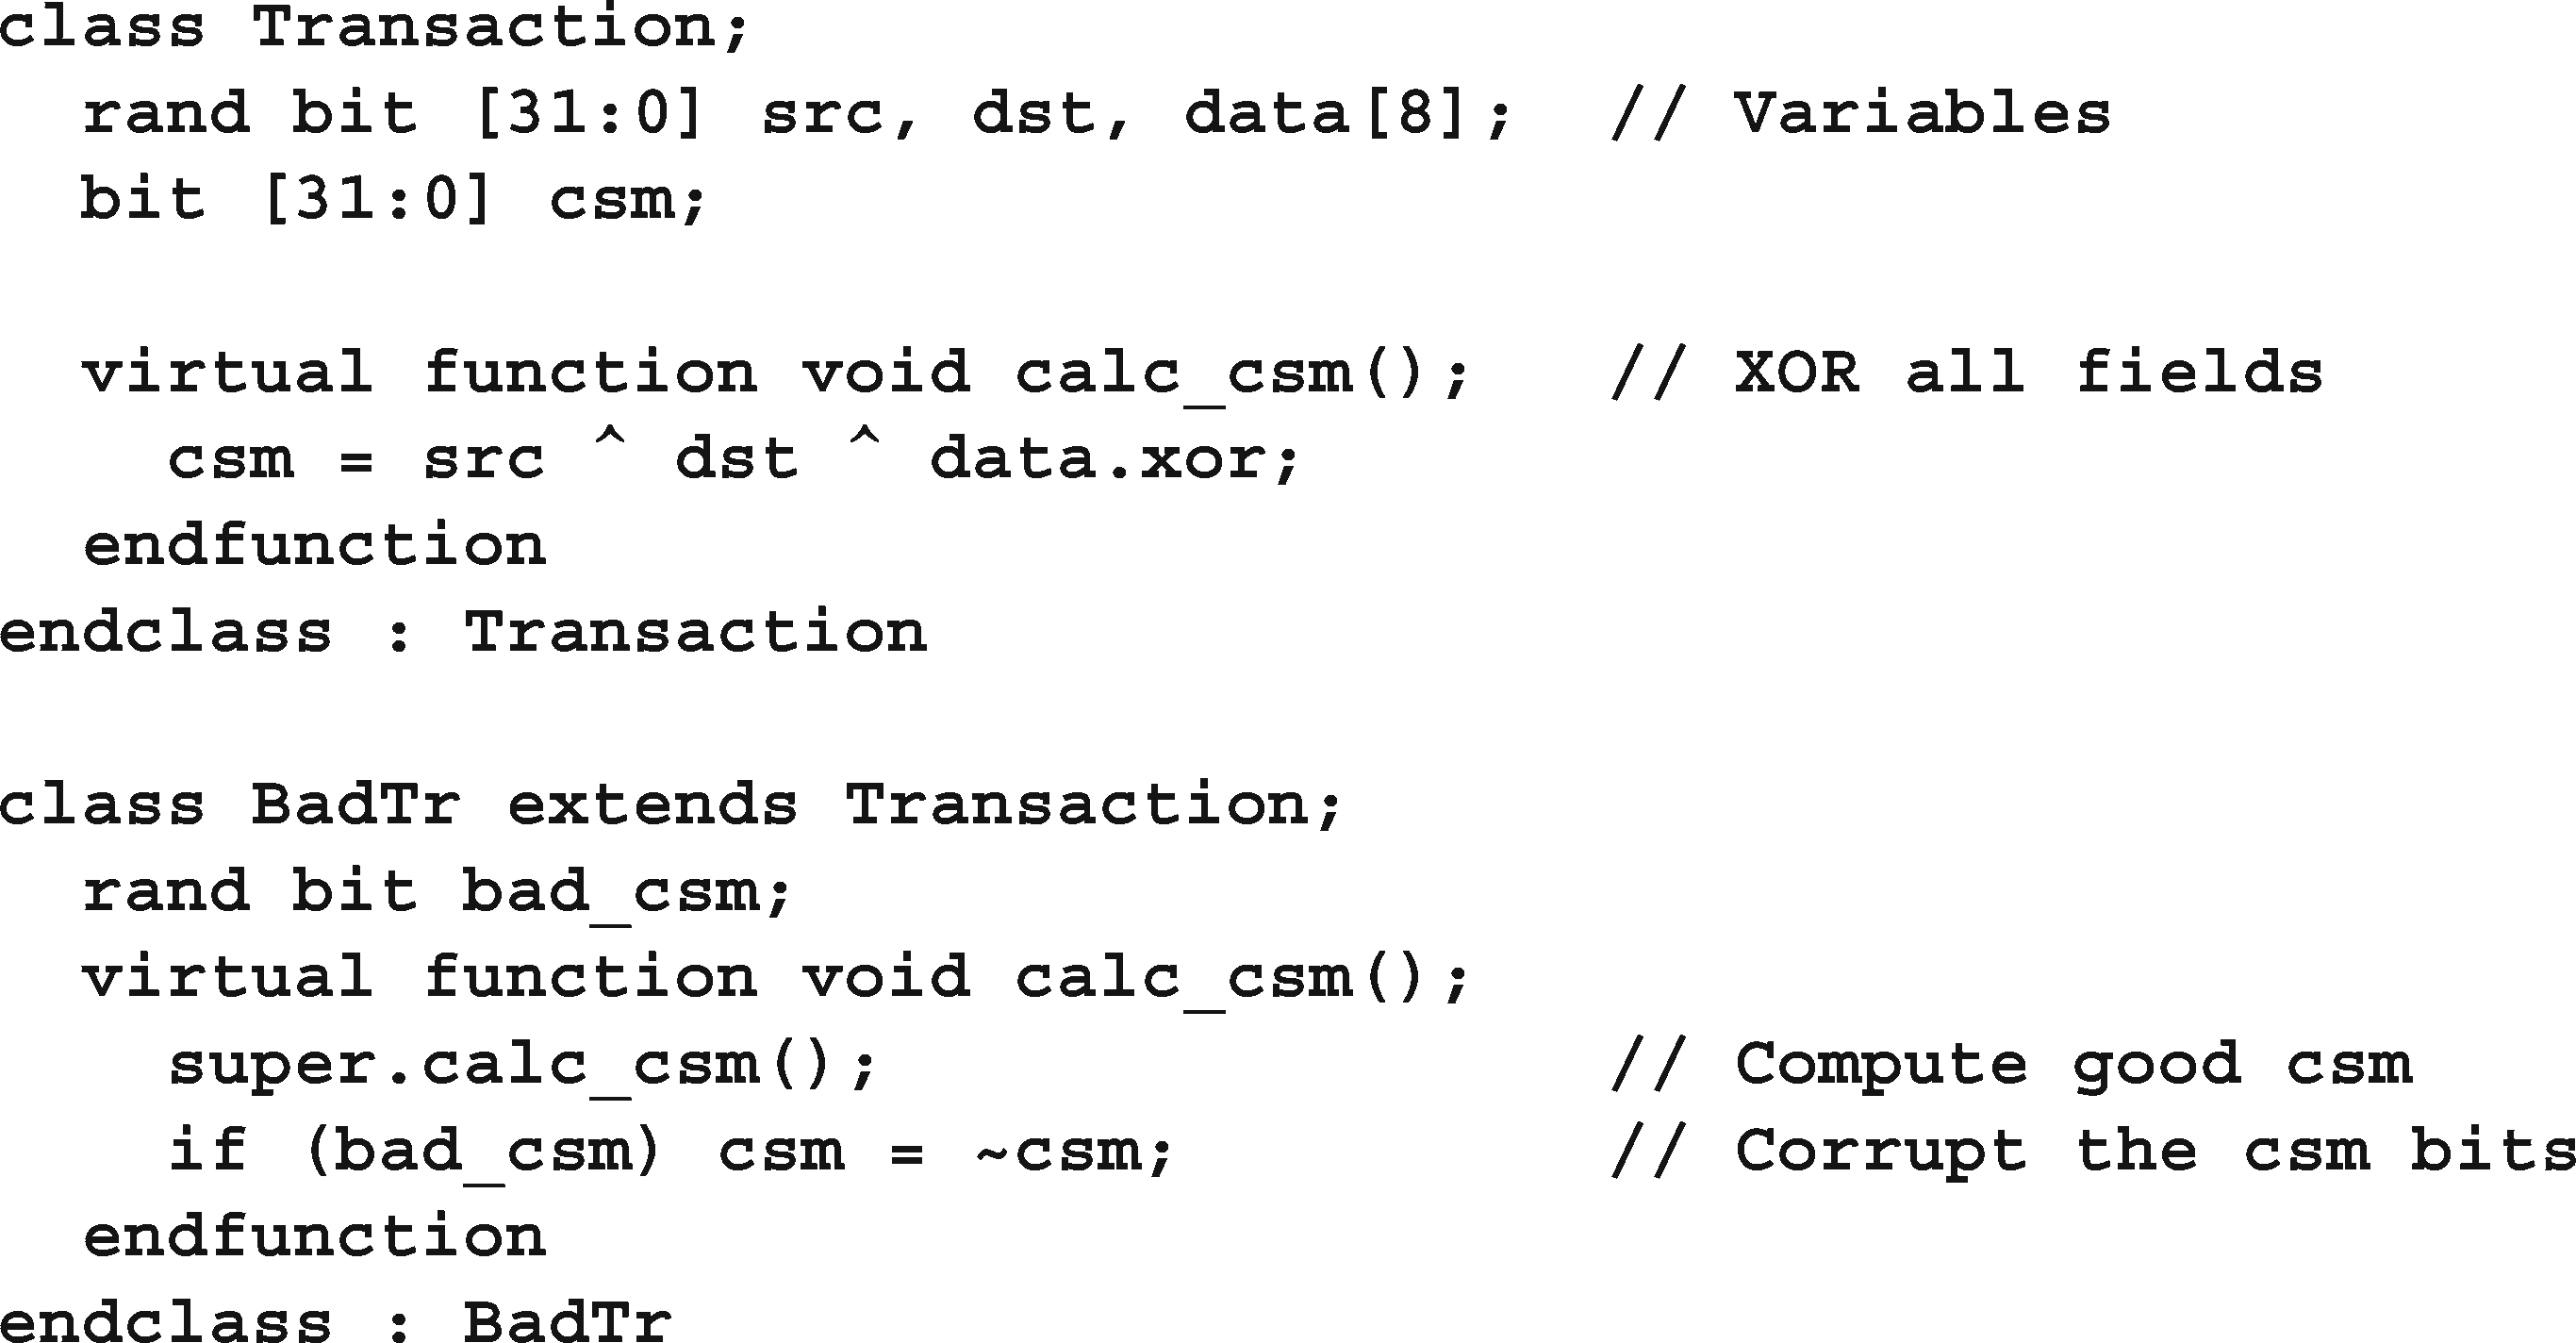 class Transaction;
  rand bit [31:0] src, dst, data[8];  // Variables
  bit [31:0] csm;

  virtual function void calc_csm();   // XOR all fields
    csm = src ^ dst ^ data.xor;
  endfunction
endclass : Transaction

class BadTr extends Transaction;
  rand bit bad_csm;
  virtual function void calc_csm();
    super.calc_csm();                 // Compute good csm
    if (bad_csm) csm = ~csm;          // Corrupt the csm bits
  endfunction
endclass : BadTr